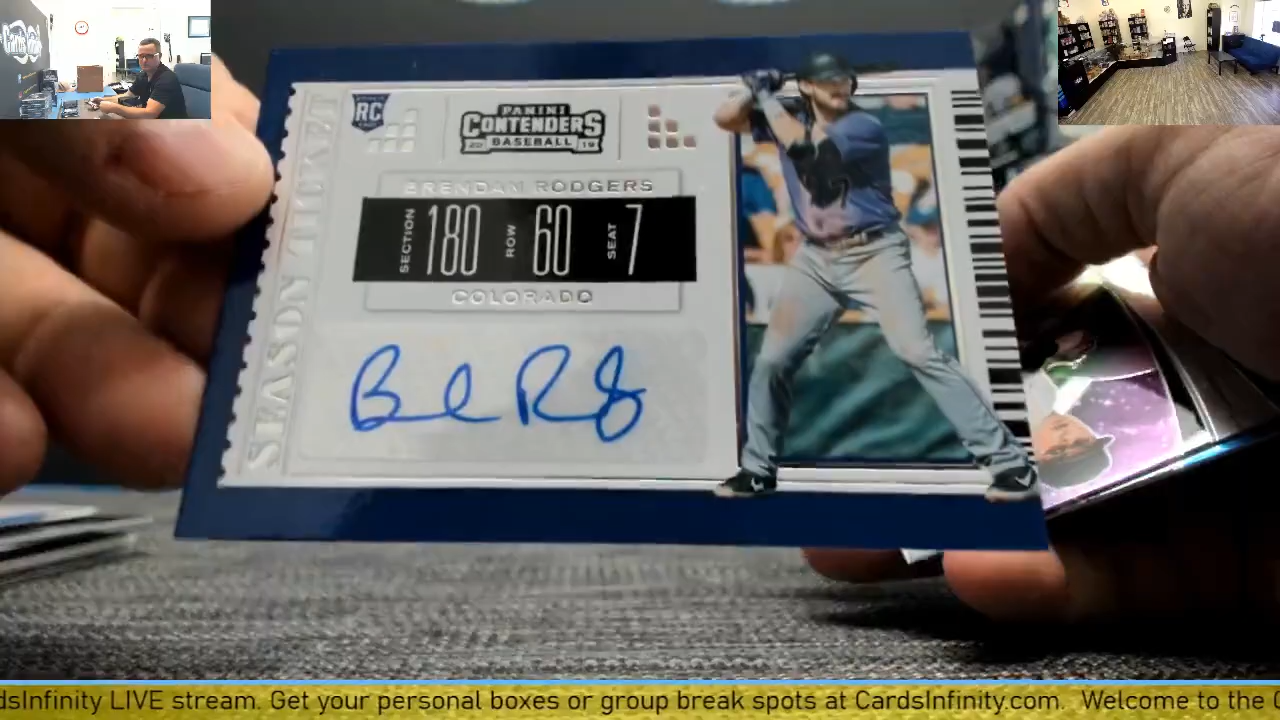 RC
PANINI
CONTENDERS
20 BASEBALL 19
SEASON TICKET
BRENDAN RODGERS
SECTION 180 ROW 60 SEAT 7
COLORADO
dsInfinity LIVE stream. Get your personal boxes or group break spots at CardsInfinity.com. Welcome to the C